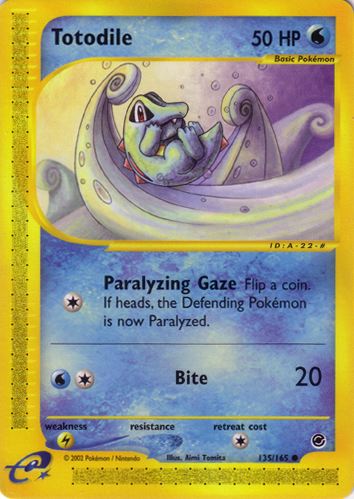 Totodile 50 HP
Basic Pokémon
ID:A-22-#
Paralyzing Gaze Flip a coin.
If heads, the Defending Pokémon
is now Paralyzed.
Bite 20
weakness resistance retreat cost
© 2002 Pokémon / Nintendo Illus. Aimi Tomita 135/165
e